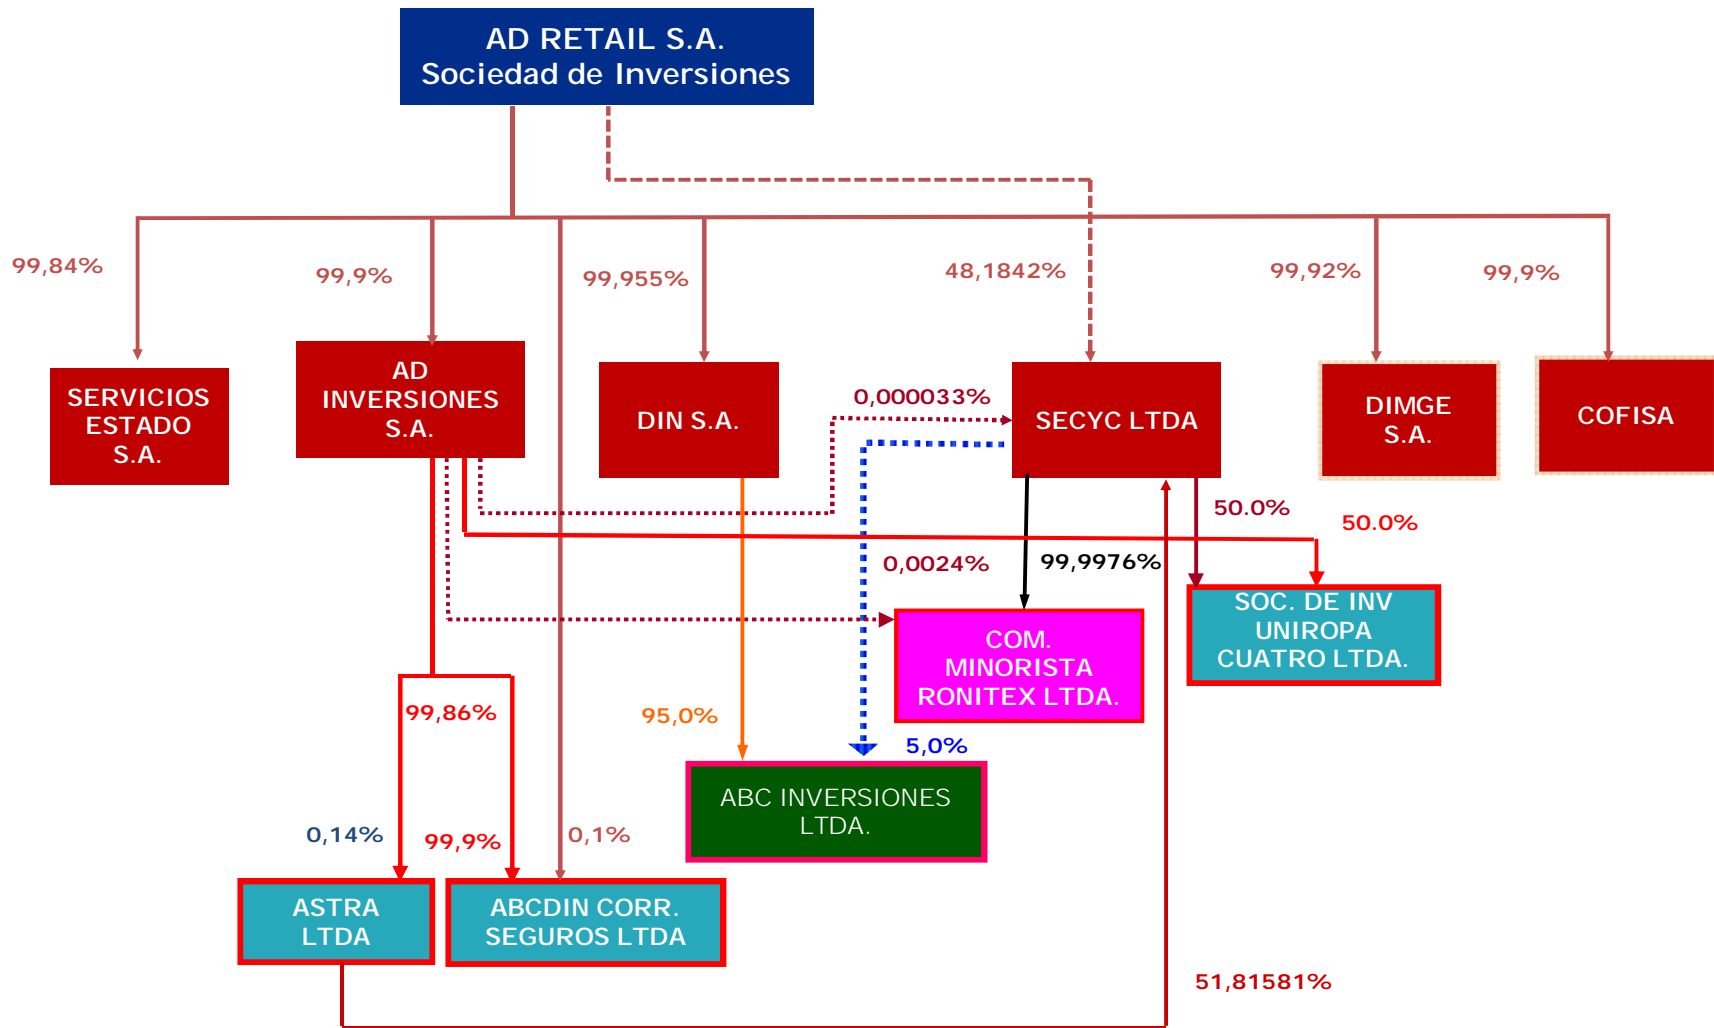 AD RETAIL S.A.
Sociedad de Inversiones
99,84%
99,9%
99,955%
48,1842%
99,92%
99,9%
SERVICIOS
ESTADO
S.A.
AD
INVERSIONES
S.A.
DIN S.A.
0,000033%
SECYC LTDA
DIMGE
S.A.
COFISA
50.0%
50.0%
0,0024%
99,9976%
SOC. DE INV
UNIROPA
CUATRO LTDA.
COM.
MINORISTA
RONITEX LTDA.
99,86%
95,0%
5,0%
ABC INVERSIONES
LTDA.
0,14%
99,9%
0,1%
ASTRA
LTDA
ABCDIN CORR.
SEGUROS LTDA
51,81581%